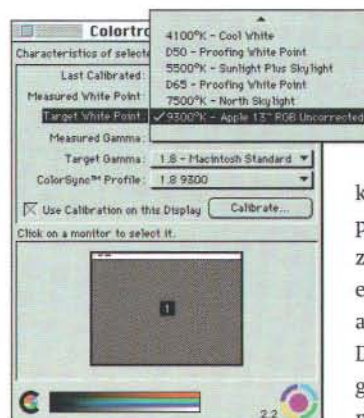 Colortro
Characteristics of selecte
Last Calibrated:
Measured White Point:
Target White Point:
4100°K - Cool White
D50 - Proofing White Point
5500°K - Sunlight Plus Skylight
D65 - Proofing White Point
7500°K - North Skylight
✓9300°K - Apple 13" RGB Uncorrected
Measured Gamma:
Target Gamma: 1.8 - Macintosh Standard
ColorSync™ Profile: 1.8 9300
Use Calibration on this Display Calibrate...
Click on a monitor to select it.
1
2.2
k
p
z
e
a
D
g